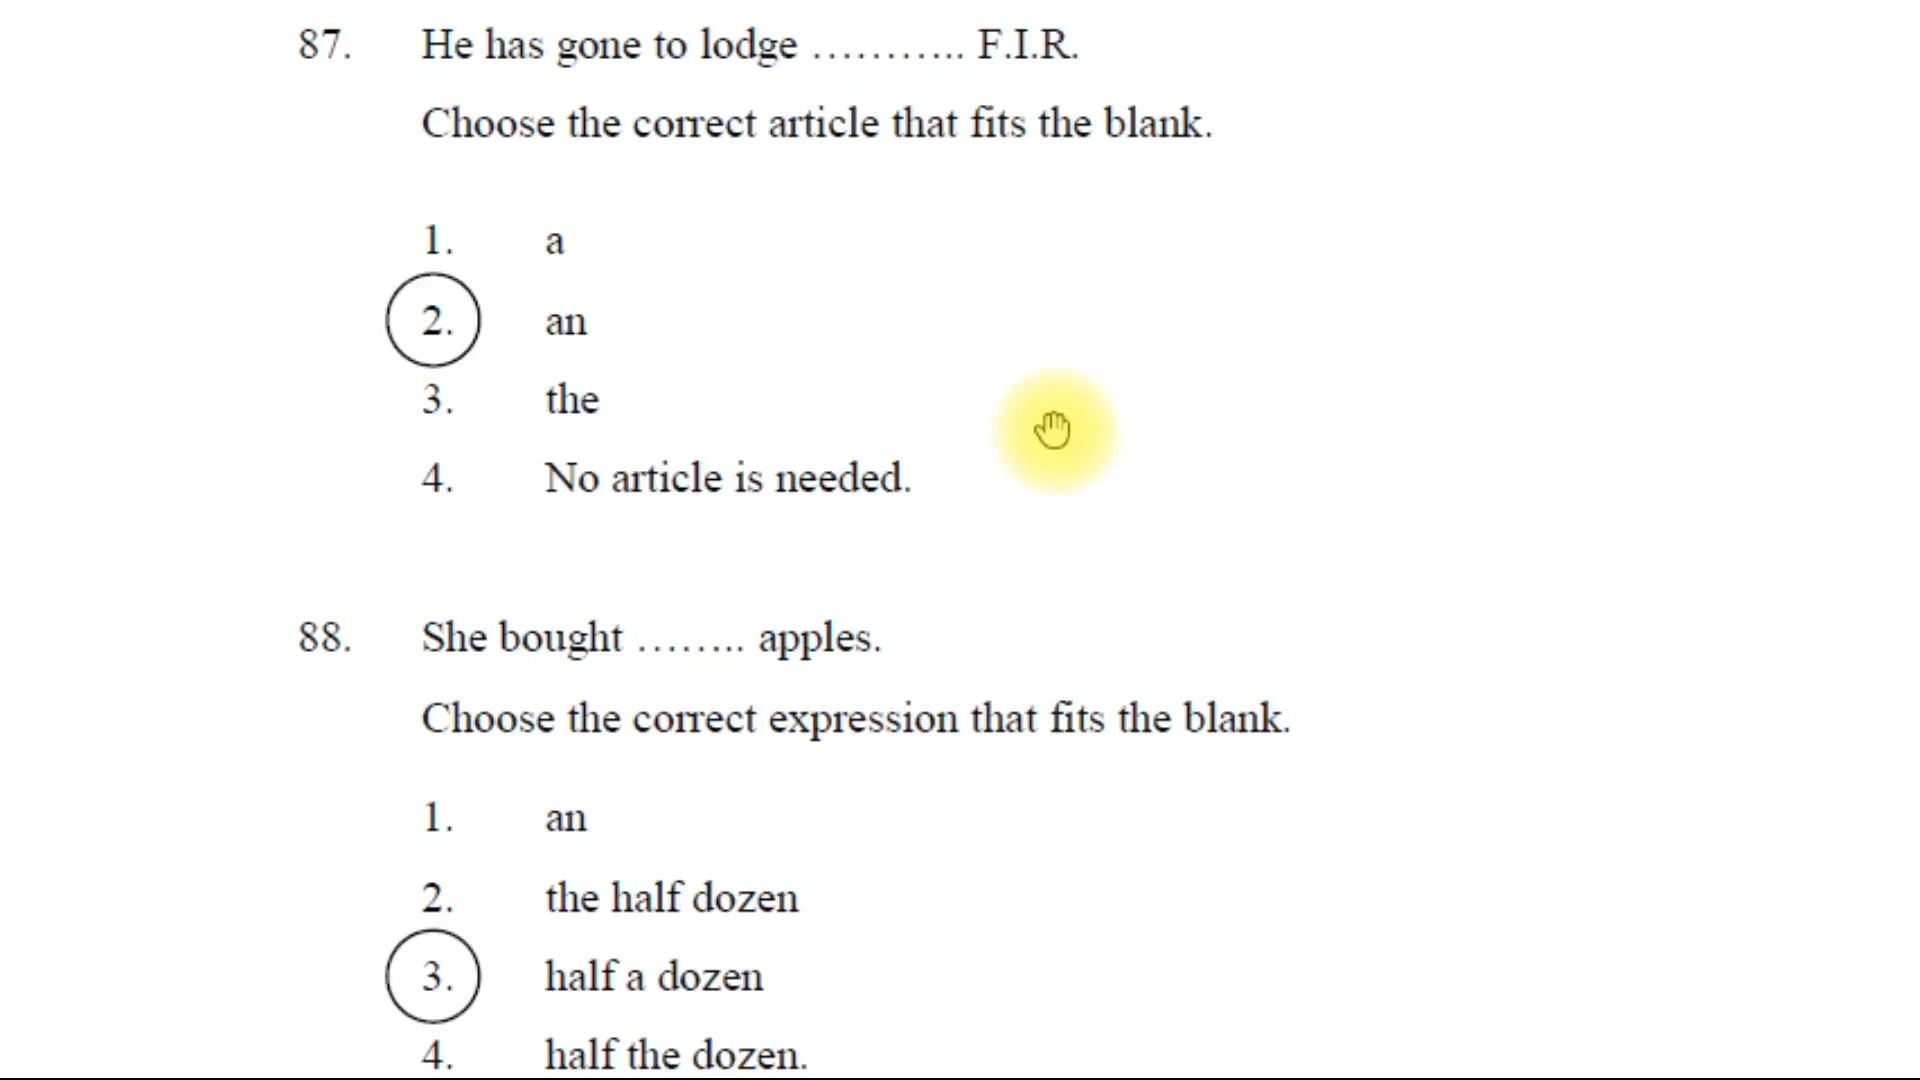 87. He has gone to lodge ……….. F.I.R.
Choose the correct article that fits the blank.
1. a
2. an
3. the
4. No article is needed.
88. She bought …….. apples.
Choose the correct expression that fits the blank.
1. an
2. the half dozen
3. half a dozen
4. half the dozen.